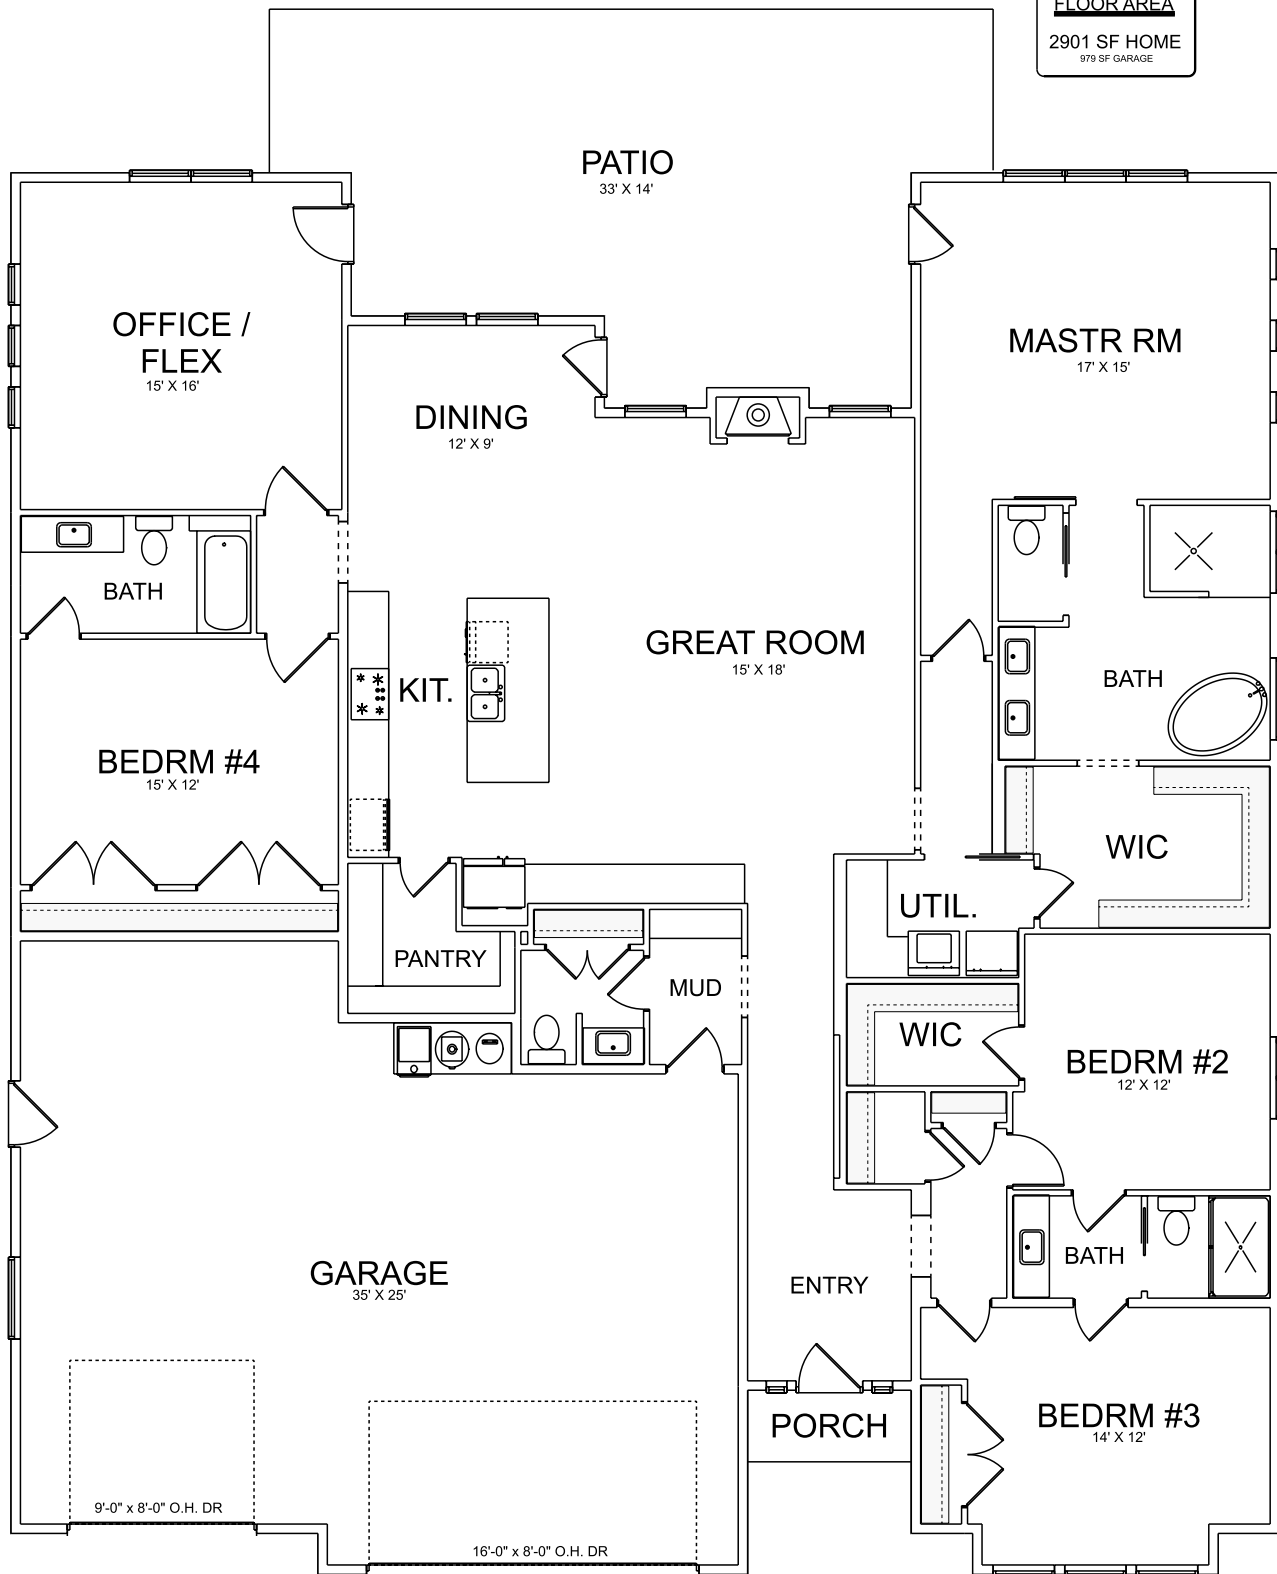 FLOOR AREA
2901 SF HOME
979 SF GARAGE
PATIO
33' X 14'
OFFICE /
FLEX
15' X 16'
MASTR RM
17' X 15'
DINING
12' X 9'
BATH
GREAT ROOM
15' X 18'
KIT.
BATH
BEDRM #4
15' X 12'
WIC
UTIL.
PANTRY
MUD
WIC
BEDRM #2
12' X 12'
BATH
GARAGE
35' X 25'
ENTRY
PORCH
BEDRM #3
14' X 12'
9'-0" x 8'-0" O.H. DR
16'-0" x 8'-0" O.H. DR